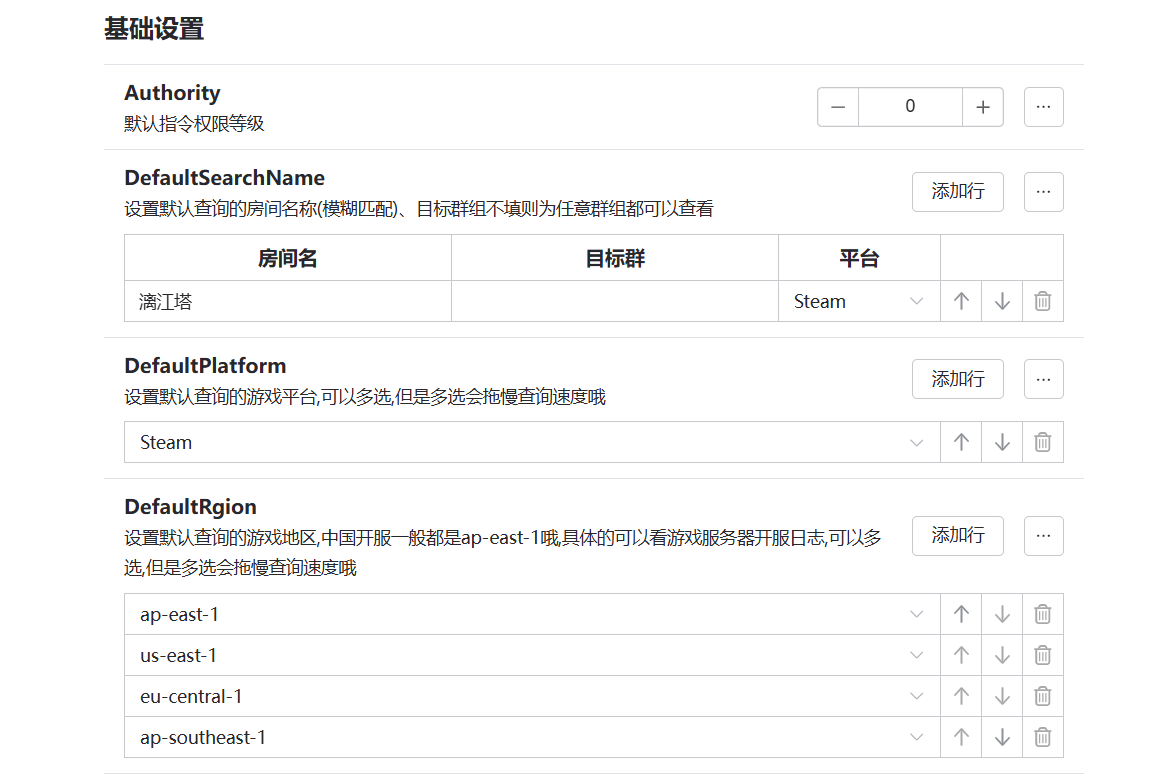 基础设置
Authority
默认指令权限等级
0
DefaultSearchName
设置默认查询的房间名称(模糊匹配)、目标群组不填则为任意群组都可以查看
添加行
房间名 目标群 平台
漓江塔 Steam
DefaultPlatform
设置默认查询的游戏平台,可以多选,但是多选会拖慢查询速度哦
添加行
Steam
DefaultRgion
设置默认查询的游戏地区,中国开服一般都是ap-east-1哦,具体的可以看游戏服务器开服日志,可以多
选,但是多选会拖慢查询速度哦
添加行
ap-east-1
us-east-1
eu-central-1
ap-southeast-1